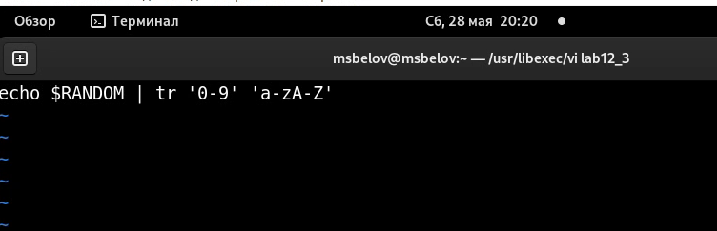 Обзор Терминал Сб, 28 мая 20:20
msbelov@msbelov:~ — /usr/libexec/vi lab12_3
echo $RANDOM | tr '0-9' 'a-zA-Z'
~
~
~
~
~
~